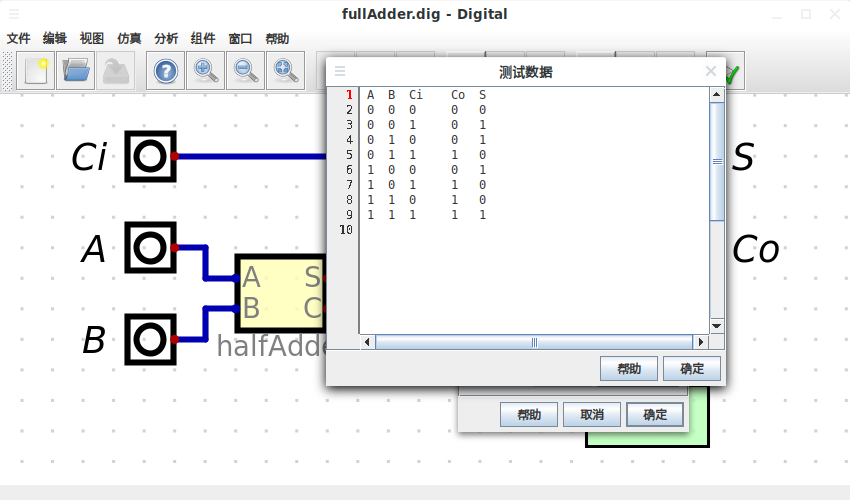 fullAdder.dig - Digital
文件 编辑 视图 仿真 分析 组件 窗口 帮助
测试数据
1 A B Ci Co S
2 0 0 0 0 0
3 0 0 1 0 1
4 0 1 0 0 1
5 0 1 1 1 0
6 1 0 0 0 1
7 1 0 1 1 0
8 1 1 0 1 0
9 1 1 1 1 1
10
帮助 确定
Ci
S
A
Co
B
A S
B C
halfAdde
帮助 取消 确定